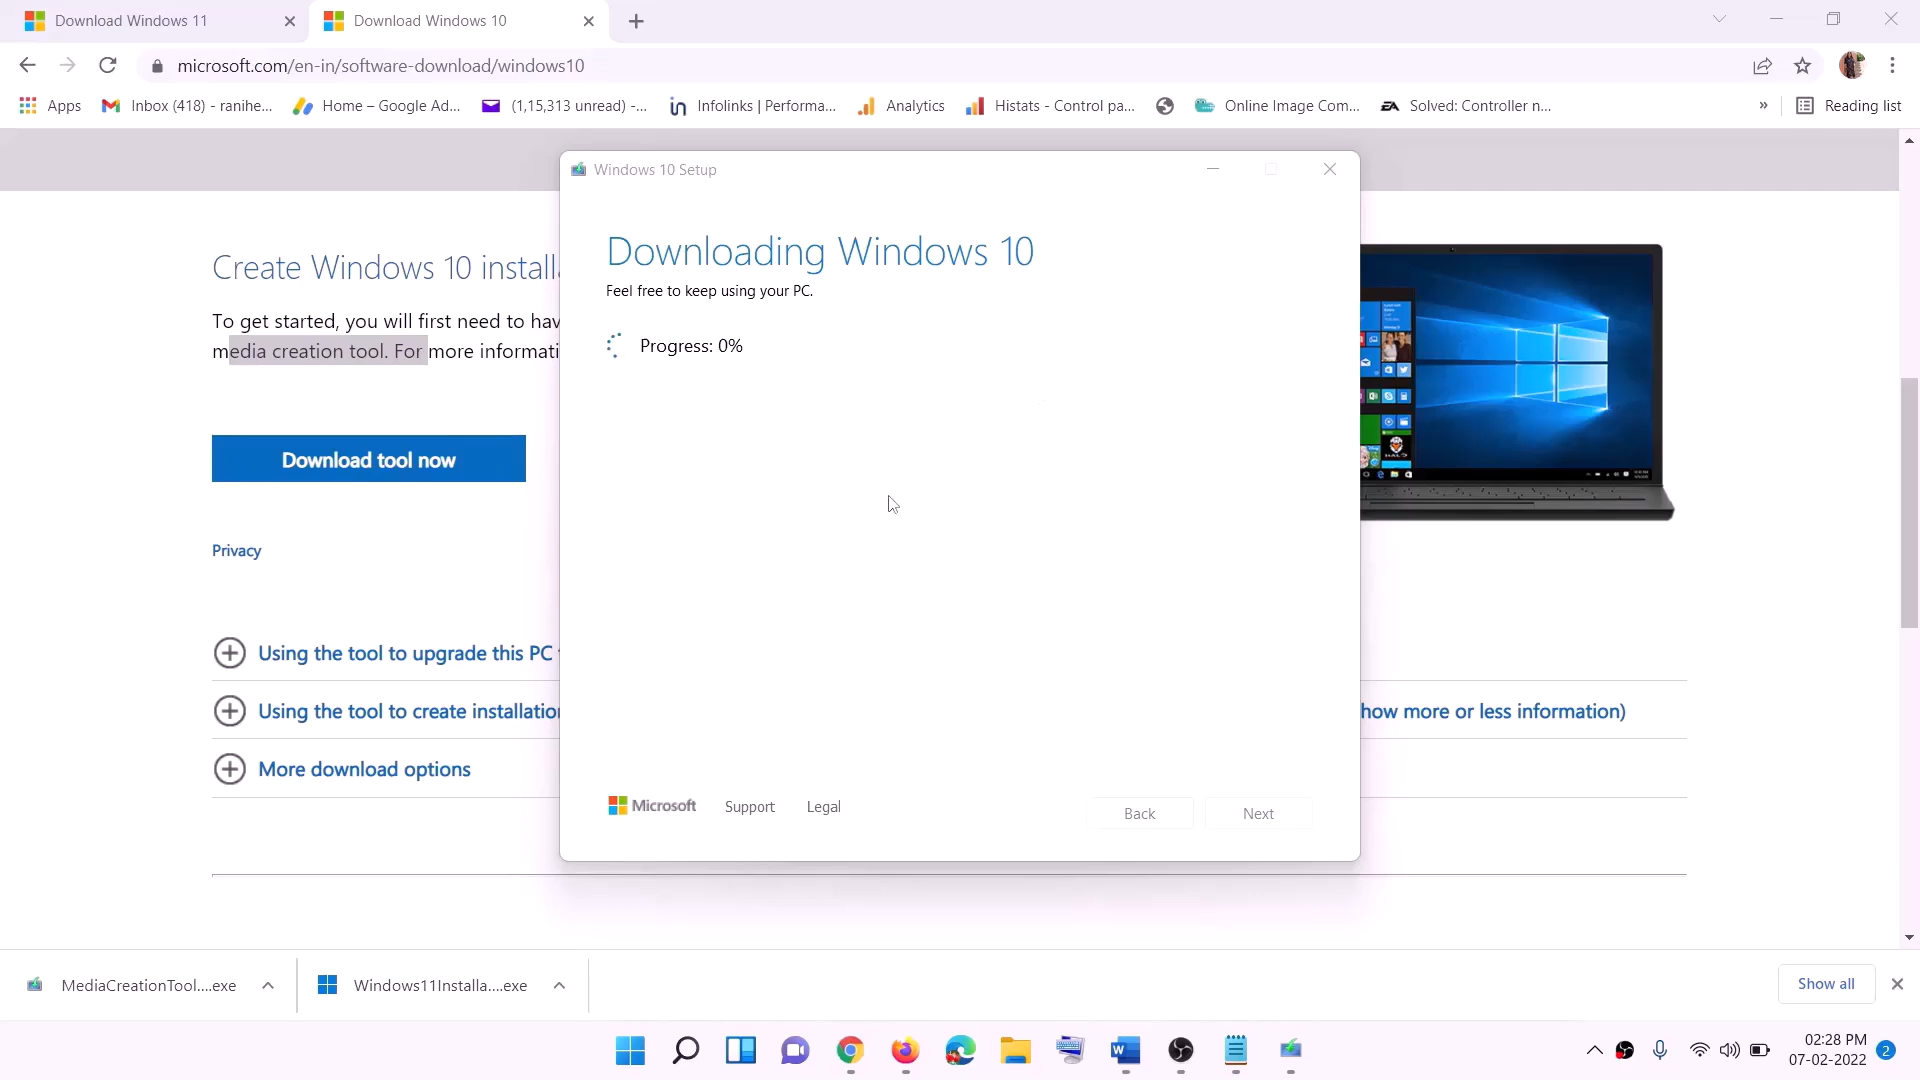 Download Windows 11
Download Windows 10
microsoft.com/en-in/software-download/windows10
Apps
Inbox (418) - ranihe...
Home – Google Ad...
(1,15,313 unread) -...
Infolinks | Performa...
Analytics
Histats - Control pa...
Online Image Com...
Solved: Controller n...
»
Reading list
Windows 10 Setup
Downloading Windows 10
Feel free to keep using your PC.
Progress: 0%
Microsoft
Support
Legal
Back
Next
Create Windows 10 install
To get started, you will first need to hav
media creation tool. For more informati
Download tool now
Privacy
Using the tool to upgrade this PC
Using the tool to create installation
how more or less information)
More download options
MediaCreationTool....exe
Windows11Installa....exe
Show all
02:28 PM
07-02-2022
2